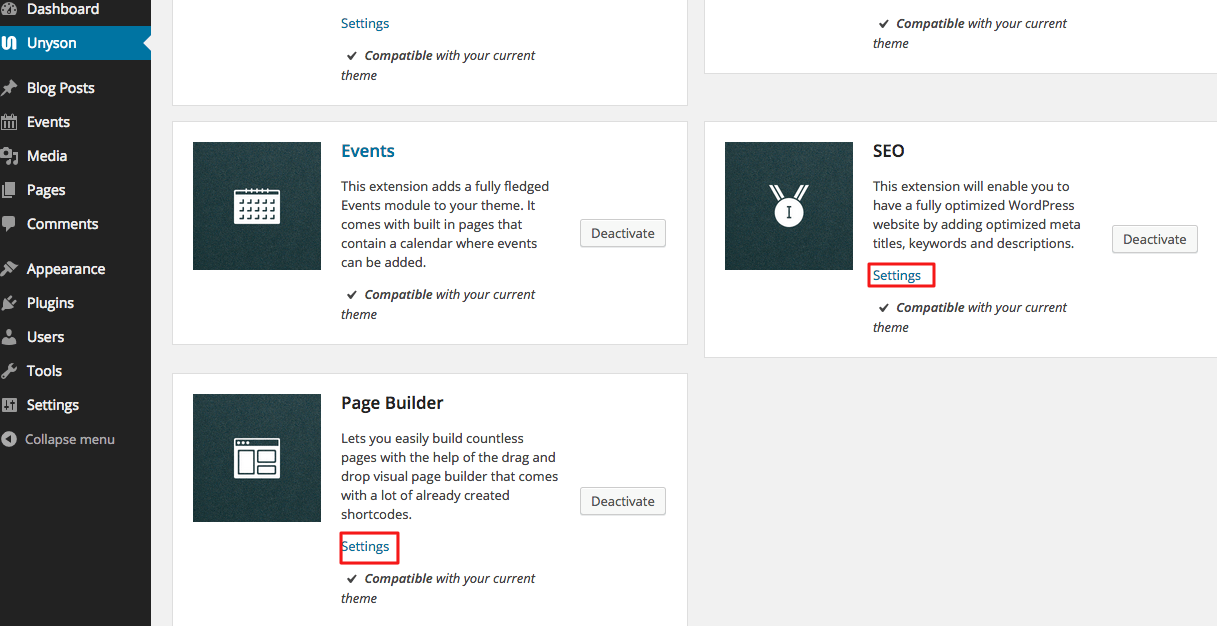 Dashboard
Unyson
Blog Posts
Events
Media
Pages
Comments
Appearance
Plugins
Users
Tools
Settings
Collapse menu
Settings
✔ Compatible with your current
theme
✔ Compatible with your current
theme
Events
This extension adds a fully fledged
Events module to your theme. It
comes with built in pages that
contain a calendar where events
can be added.
✔ Compatible with your current
theme
Deactivate
SEO
This extension will enable you to
have a fully optimized WordPress
website by adding optimized meta
titles, keywords and descriptions.
Settings
✔ Compatible with your current
theme
Deactivate
Page Builder
Lets you easily build countless
pages with the help of the drag and
drop visual page builder that comes
with a lot of already created
shortcodes.
Settings
✔ Compatible with your current
theme
Deactivate